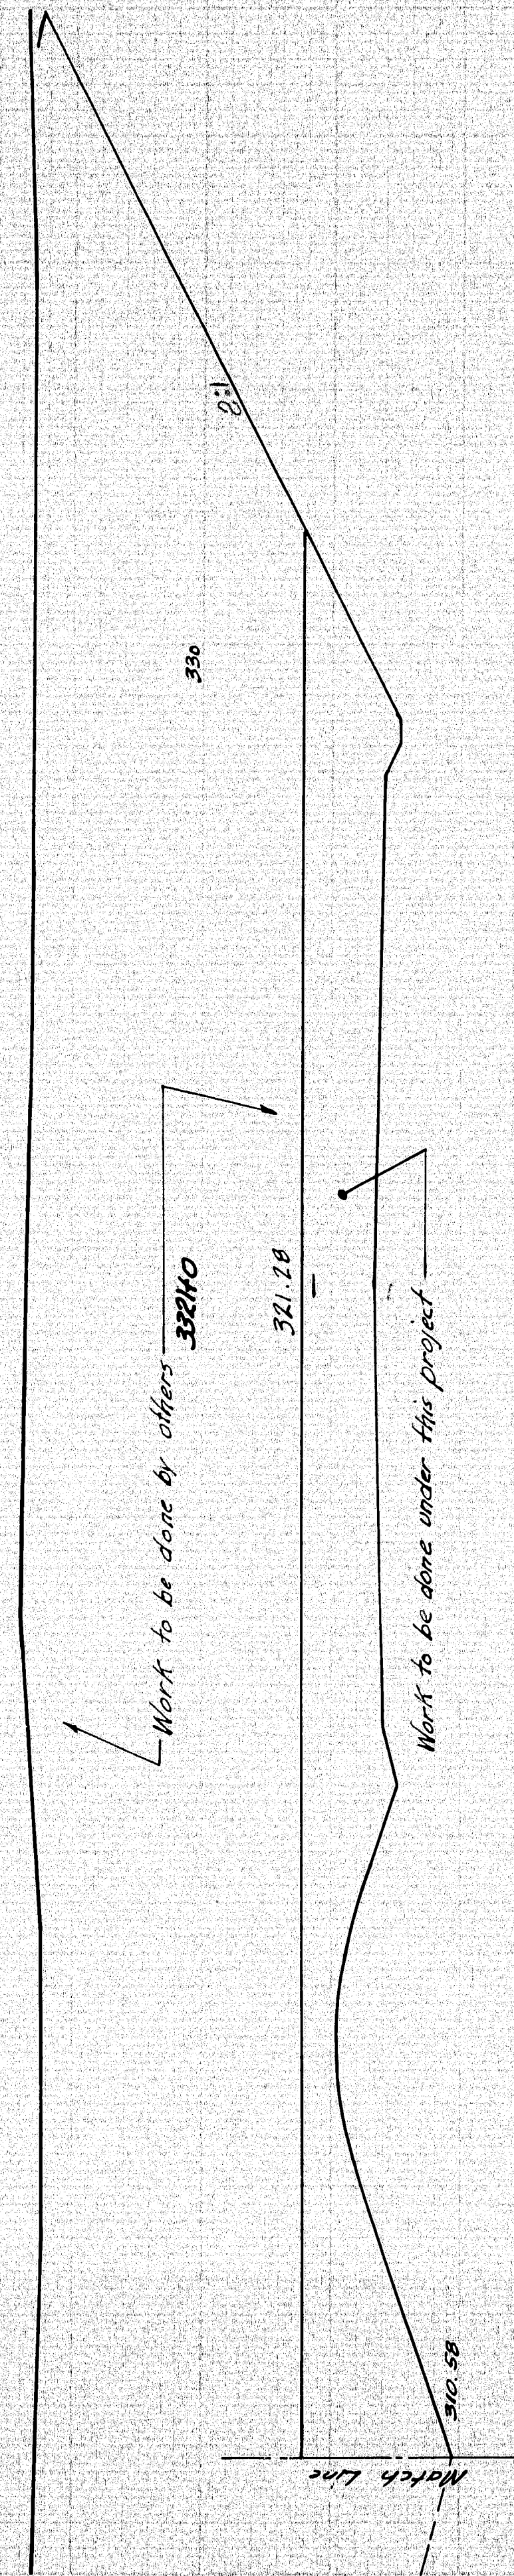 2:1
330
Work to be done by others
332+40
321.28
Work to be done under this project
310.58
Match Line